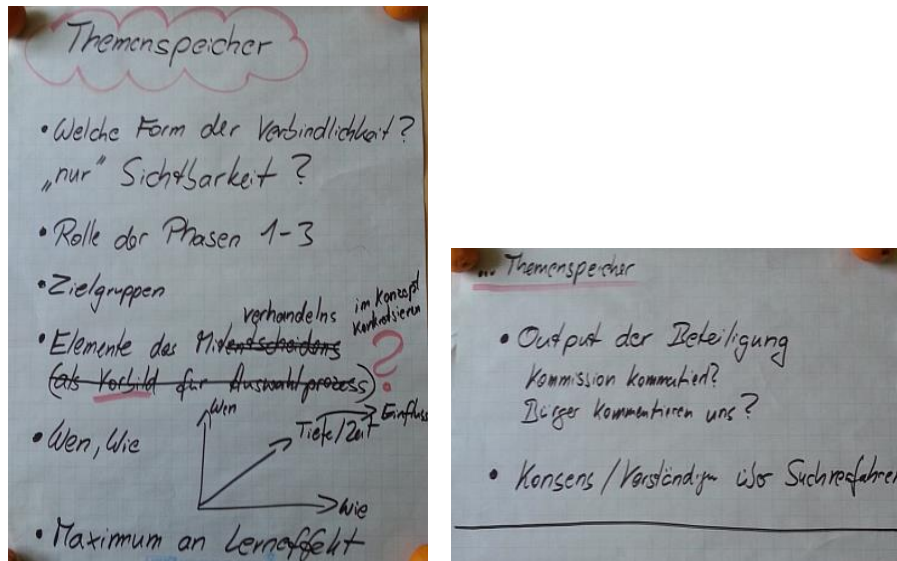 Themenspeicher
• Welche Form der Verbindlichkeit?
„nur" Sichtbarkeit?
• Rolle der Phasen 1-3
• Zielgruppen
verhandelns
im Konzept
konkretisieren
• Elemente des Mitentscheidens
(als Vorbild für Auswahlprozess) ?
Wen
Tiefe/Zeit → Einfluss
• Wen, Wie
Wie
• Maximum an Lerneffekt
... Themenspeicher
• Output der Beteiligung
Kommission kommentiert?
Bürger kommentieren uns?
• Konsens / Verständign über Suchverfahren